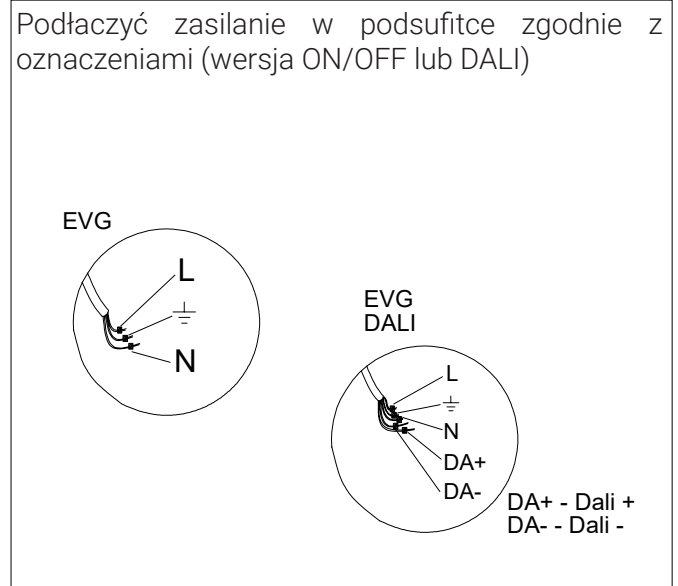 Podłaczyć zasilanie w podsufitce zgodnie z
oznaczeniami (wersja ON/OFF lub DALI)
EVG
L
N
EVG
DALI
L
N
DA+
DA-
DA+ - Dali +
DA- - Dali -